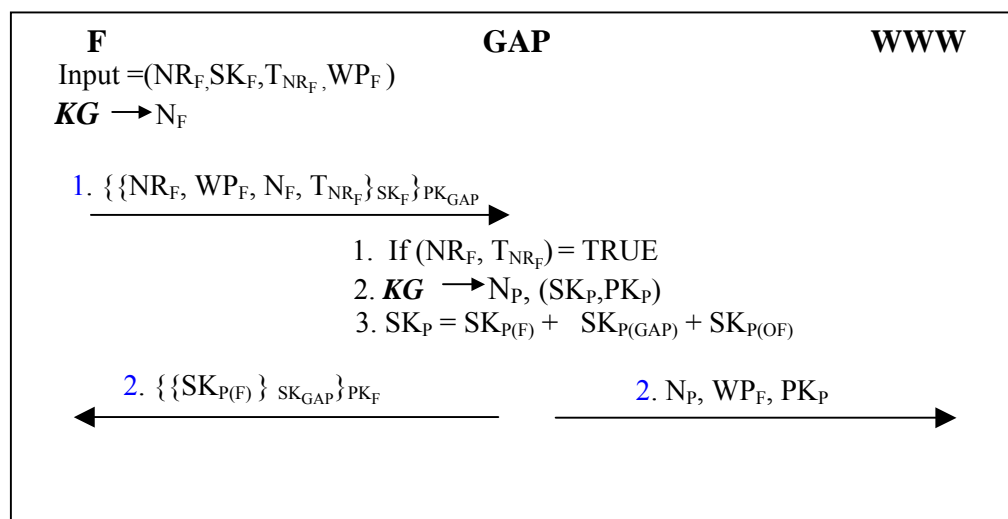 F GAP WWW
Input =(NR_F,SK_F,T_NR_F,WP_F )
KG → N_F
1. {{NR_F, WP_F, N_F, T_NR_F}SK_F}PK_GAP
1. If (NR_F, T_NR_F) = TRUE
2. KG → N_P, (SK_P,PK_P)
3. SK_P = SK_P(F) + SK_P(GAP) + SK_P(OF)
2. {{SK_P(F) } SK_GAP}PK_F 2. N_P, WP_F, PK_P